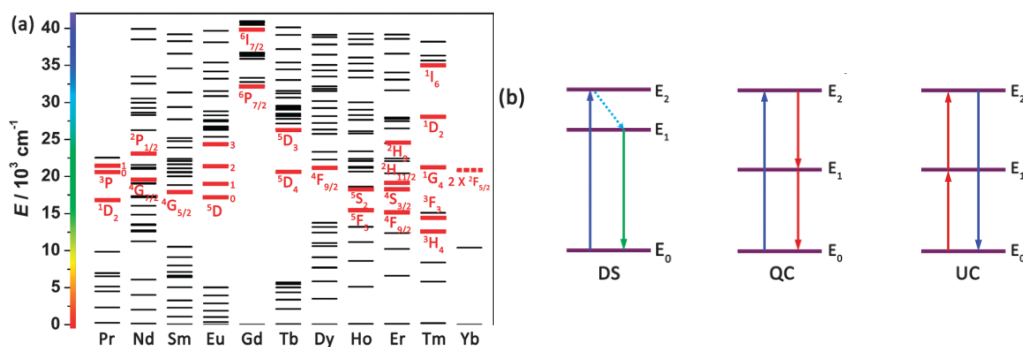 (a)
E / 10³ cm⁻¹
40
35
30
25
20
15
10
5
0
³P
1
0
¹D₂
²P₁/₂
⁴G₇/₂
⁴G₅/₂
3
2
1
⁵D
0
⁶I₇/₂
⁶P₇/₂
⁵D₃
⁵D₄
⁴F₉/₂
⁵S₂
⁵F₅
²H₉
²H₁₁/₂
⁴S₃/₂
⁴F₉/₂
¹I₆
¹D₂
¹G₄
³F₃
³H₄
2 X ²F₅/₂
Pr Nd Sm Eu Gd Tb Dy Ho Er Tm Yb
(b)
E₂
E₁
E₀
DS
E₂
E₁
E₀
QC
E₂
E₁
E₀
UC